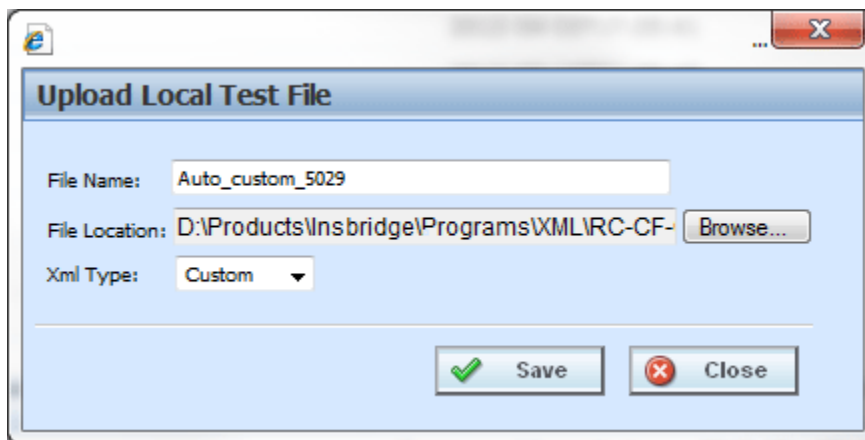 ...
Upload Local Test File
File Name: Auto_custom_5029
File Location: D:\Products\Insbridge\Programs\XML\RC-CF- Browse...
Xml Type: Custom
Save Close